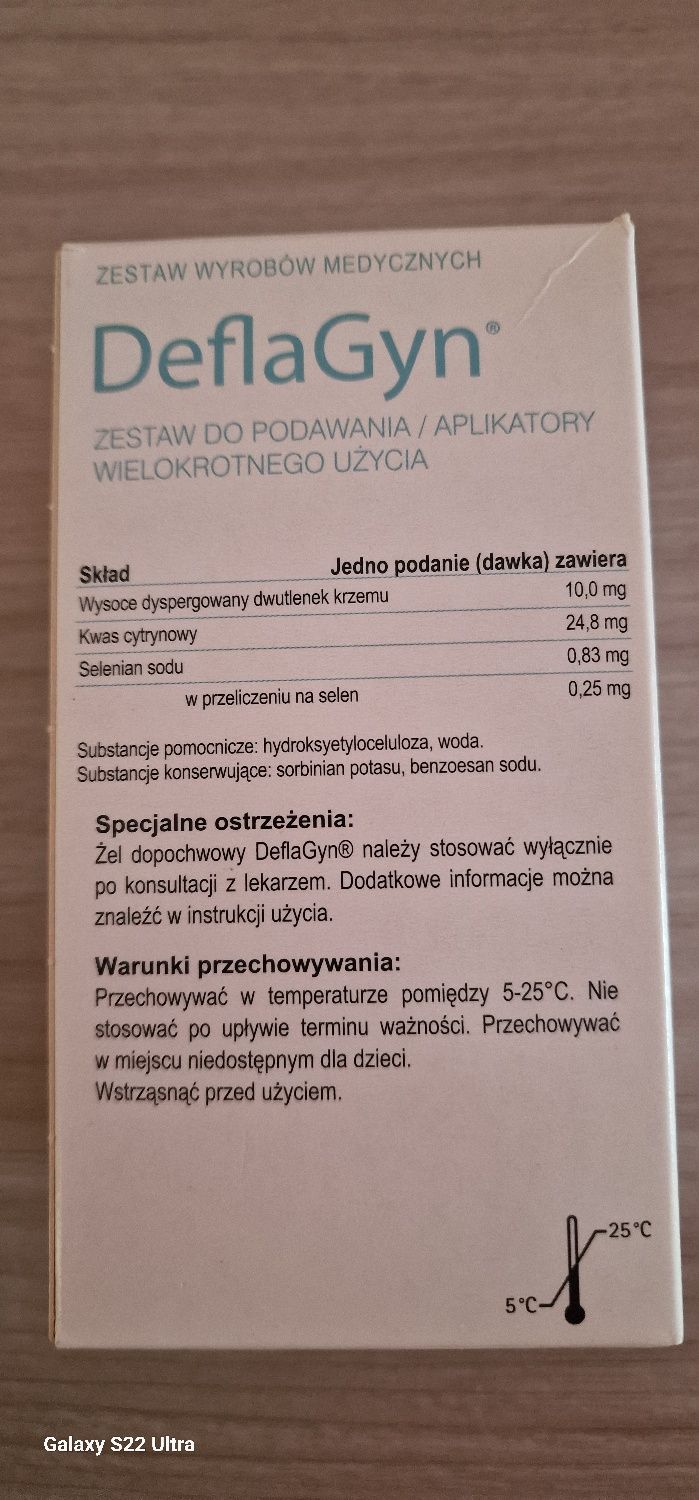 ZESTAW WYROBÓW MEDYCZNYCH
DeflaGyn®
ZESTAW DO PODAWANIA / APLIKATORY
WIELOKROTNEGO UŻYCIA
Skład Jedno podanie (dawka) zawiera
Wysoce dyspergowany dwutlenek krzemu 10,0 mg
Kwas cytrynowy 24,8 mg
Selenian sodu 0,83 mg
w przeliczeniu na selen 0,25 mg
Substancje pomocnicze: hydroksyetyloceluloza, woda.
Substancje konserwujące: sorbinian potasu, benzoesan sodu.
Specjalne ostrzeżenia:
Żel dopochwowy DeflaGyn® należy stosować wyłącznie
po konsultacji z lekarzem. Dodatkowe informacje można
znaleźć w instrukcji użycia.
Warunki przechowywania:
Przechowywać w temperaturze pomiędzy 5-25°C. Nie
stosować po upływie terminu ważności. Przechowywać
w miejscu niedostępnym dla dzieci.
Wstrząsnąć przed użyciem.
25°C
5°C
Galaxy S22 Ultra